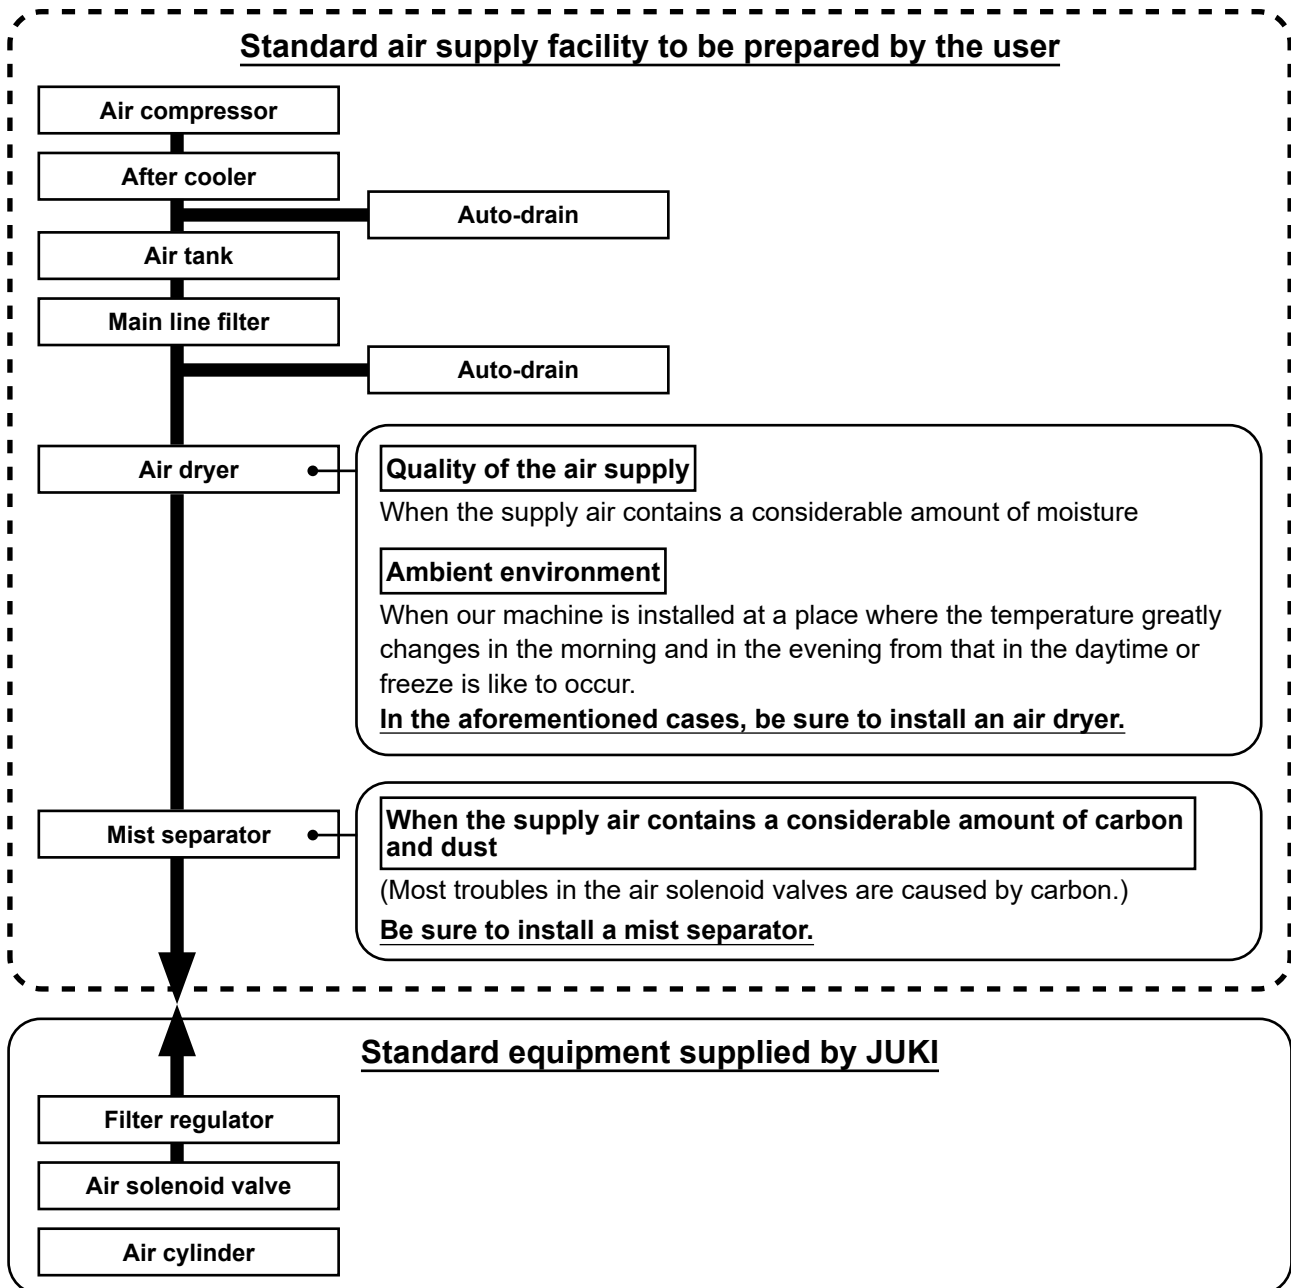 Standard air supply facility to be prepared by the user
Air compressor
After cooler
Auto-drain
Air tank
Main line filter
Auto-drain
Air dryer
Quality of the air supply
When the supply air contains a considerable amount of moisture
Ambient environment
When our machine is installed at a place where the temperature greatly
changes in the morning and in the evening from that in the daytime or
freeze is like to occur.
In the aforementioned cases, be sure to install an air dryer.
Mist separator
When the supply air contains a considerable amount of carbon
and dust
(Most troubles in the air solenoid valves are caused by carbon.)
Be sure to install a mist separator.
Standard equipment supplied by JUKI
Filter regulator
Air solenoid valve
Air cylinder